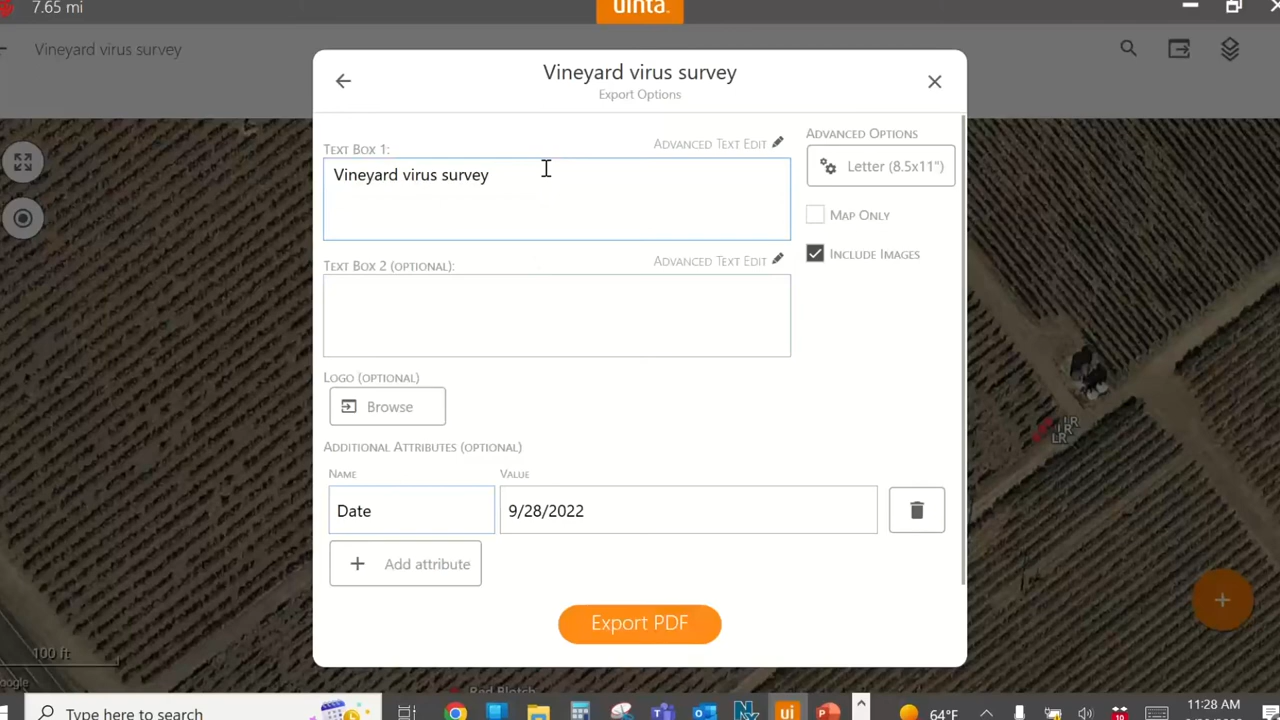 7.65 mi
uinta.
Vineyard virus survey
Vineyard virus survey
Export Options
TEXT BOX 1:
ADVANCED TEXT EDIT
Vineyard virus survey
TEXT BOX 2 (OPTIONAL):
ADVANCED TEXT EDIT
ADVANCED OPTIONS
Letter (8.5x11")
MAP ONLY
INCLUDE IMAGES
LOGO (OPTIONAL)
Browse
ADDITIONAL ATTRIBUTES (OPTIONAL)
NAME
VALUE
Date
9/28/2022
Add attribute
Export PDF
LR
100 ft
Red Blotch
Type here to search
ui
64°F
11:28 AM